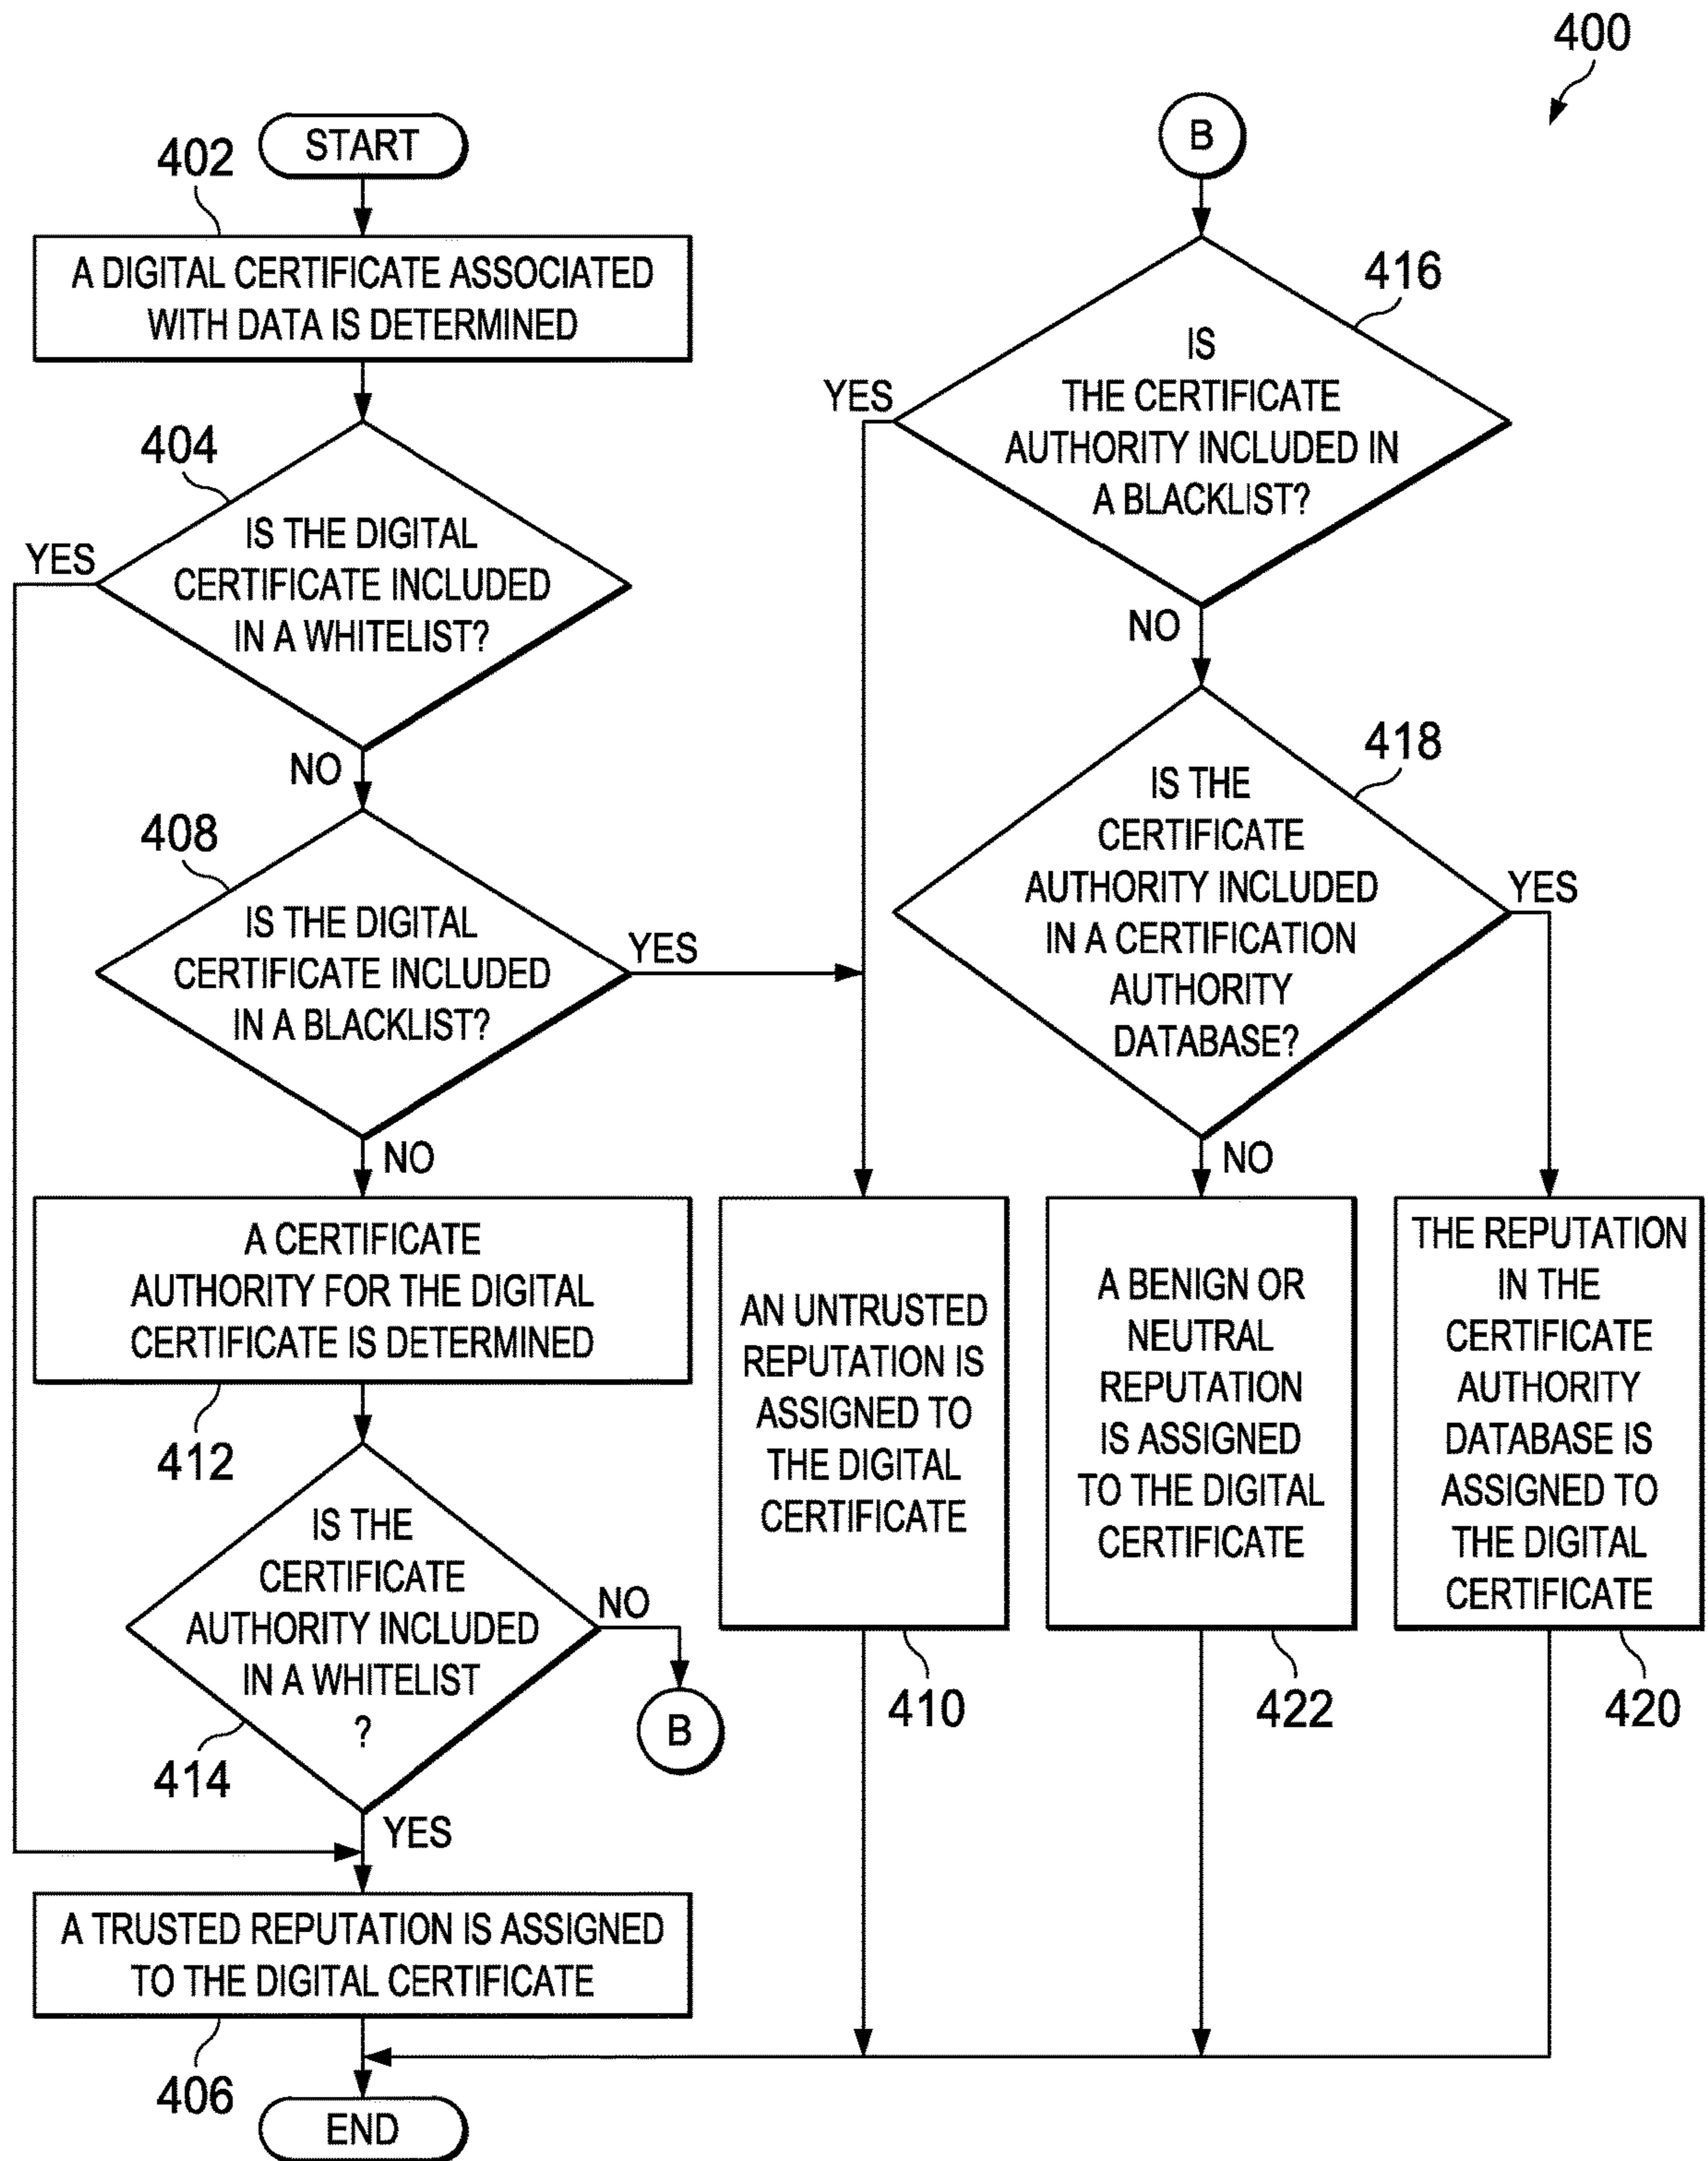 400
START
402
A DIGITAL CERTIFICATE ASSOCIATED
WITH DATA IS DETERMINED
404
YES
IS THE DIGITAL
CERTIFICATE INCLUDED
IN A WHITELIST?
NO
408
IS THE DIGITAL
CERTIFICATE INCLUDED
IN A BLACKLIST?
YES
NO
A CERTIFICATE
AUTHORITY FOR THE DIGITAL
CERTIFICATE IS DETERMINED
412
IS THE
CERTIFICATE
AUTHORITY INCLUDED
IN A WHITELIST
?
NO
B
414
YES
A TRUSTED REPUTATION IS ASSIGNED
TO THE DIGITAL CERTIFICATE
406
END
B
416
YES
IS
THE CERTIFICATE
AUTHORITY INCLUDED IN
A BLACKLIST?
NO
418
IS THE
CERTIFICATE
AUTHORITY INCLUDED
IN A CERTIFICATION
AUTHORITY
DATABASE?
YES
NO
AN UNTRUSTED
REPUTATION IS
ASSIGNED TO
THE DIGITAL
CERTIFICATE
410
A BENIGN OR
NEUTRAL
REPUTATION
IS ASSIGNED
TO THE DIGITAL
CERTIFICATE
422
THE REPUTATION
IN THE
CERTIFICATE
AUTHORITY
DATABASE IS
ASSIGNED TO
THE DIGITAL
CERTIFICATE
420